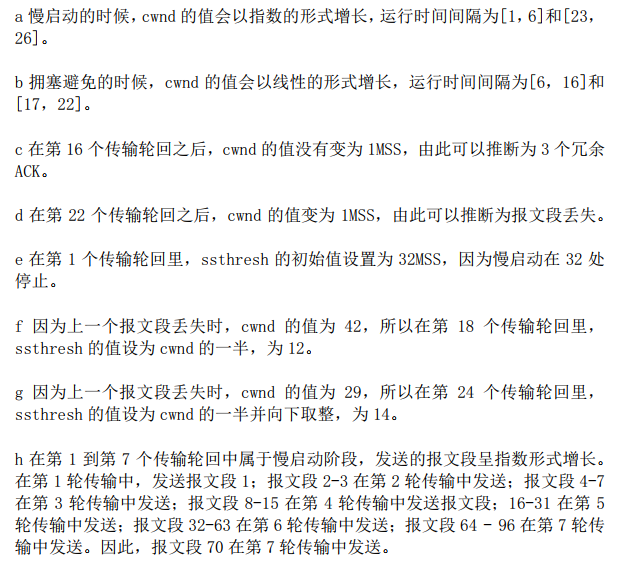 a 慢启动的时候，cwnd 的值会以指数的形式增长，运行时间间隔为[1，6]和[23，
26]。
b 拥塞避免的时候，cwnd 的值会以线性的形式增长，运行时间间隔为[6，16]和
[17，22]。
c 在第 16 个传输轮回之后，cwnd 的值没有变为 1MSS，由此可以推断为 3 个冗余
ACK。
d 在第 22 个传输轮回之后，cwnd 的值变为 1MSS，由此可以推断为报文段丢失。
e 在第 1 个传输轮回里，ssthresh 的初始值设置为 32MSS，因为慢启动在 32 处
停止。
f 因为上一个报文段丢失时，cwnd 的值为 42，所以在第 18 个传输轮回里，
ssthresh 的值设为 cwnd 的一半，为 12。
g 因为上一个报文段丢失时，cwnd 的值为 29，所以在第 24 个传输轮回里，
ssthresh 的值设为 cwnd 的一半并向下取整，为 14。
h 在第 1 到第 7 个传输轮回中属于慢启动阶段，发送的报文段呈指数形式增长。
在第 1 轮传输中，发送报文段 1；报文段 2-3 在第 2 轮传输中发送；报文段 4-7
在第 3 轮传输中发送；报文段 8-15 在第 4 轮传输中发送报文段；16-31 在第 5
轮传输中发送；报文段 32-63 在第 6 轮传输中发送；报文段 64 - 96 在第 7 轮传
输中发送。因此，报文段 70 在第 7 轮传输中发送。